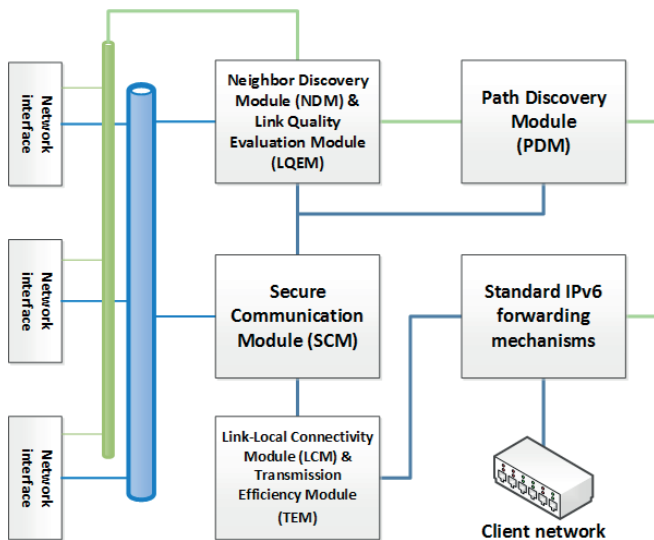 Network
interface
Neighbor Discovery
Module (NDM) &
Link Quality
Evaluation Module
(LQEM)
Path Discovery
Module
(PDM)
Network
interface
Secure
Communication
Module (SCM)
Standard IPv6
forwarding
mechanisms
Network
interface
Link-Local Connectivity
Module (LCM) &
Transmission
Efficiency Module
(TEM)
Client network